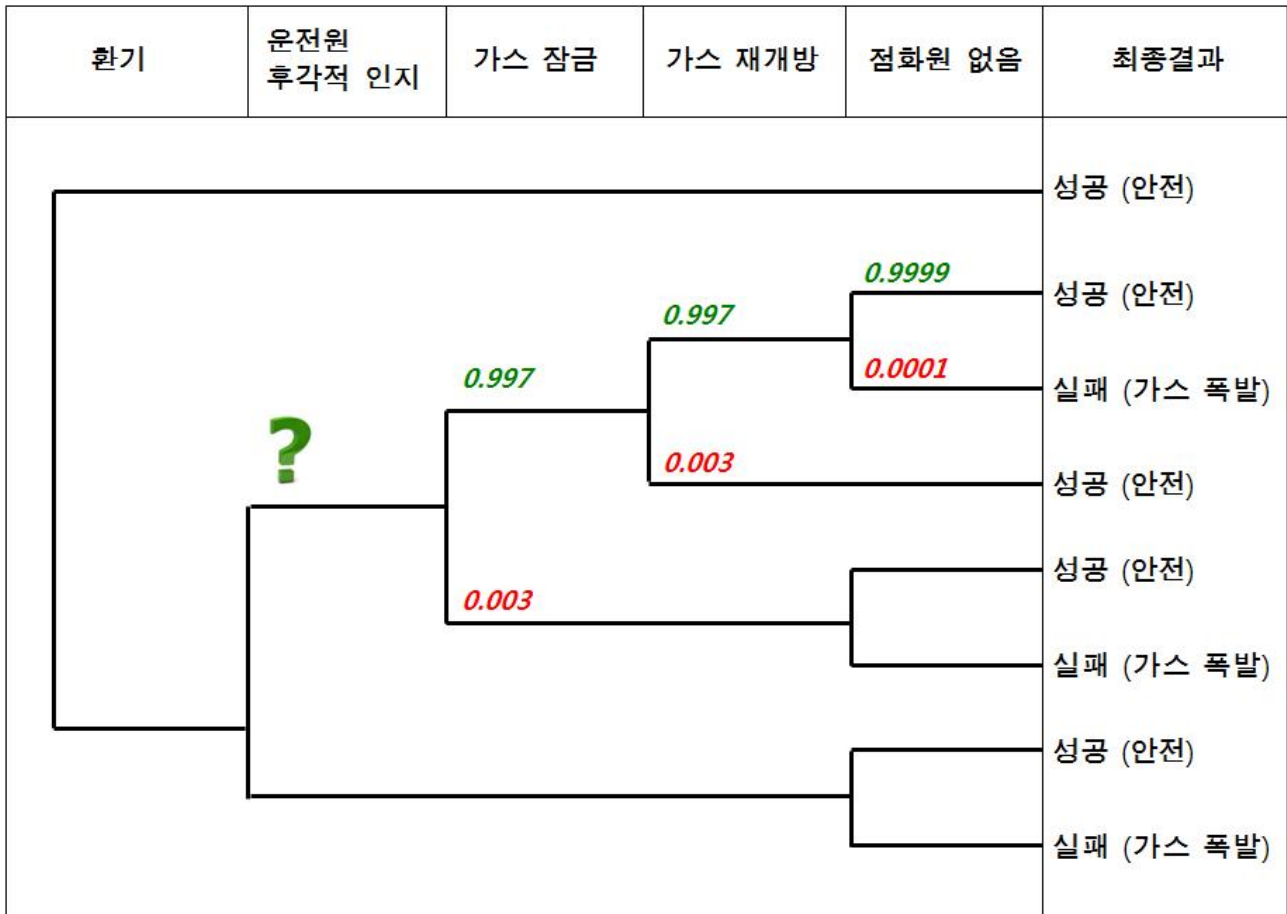 환기
운전원
후각적 인지
가스 잠금
가스 재개방
점화원 없음
최종결과
성공 (안전)
0.9999
성공 (안전)
0.997
0.0001
실패 (가스 폭발)
0.997
?
0.003
성공 (안전)
성공 (안전)
0.003
실패 (가스 폭발)
성공 (안전)
실패 (가스 폭발)